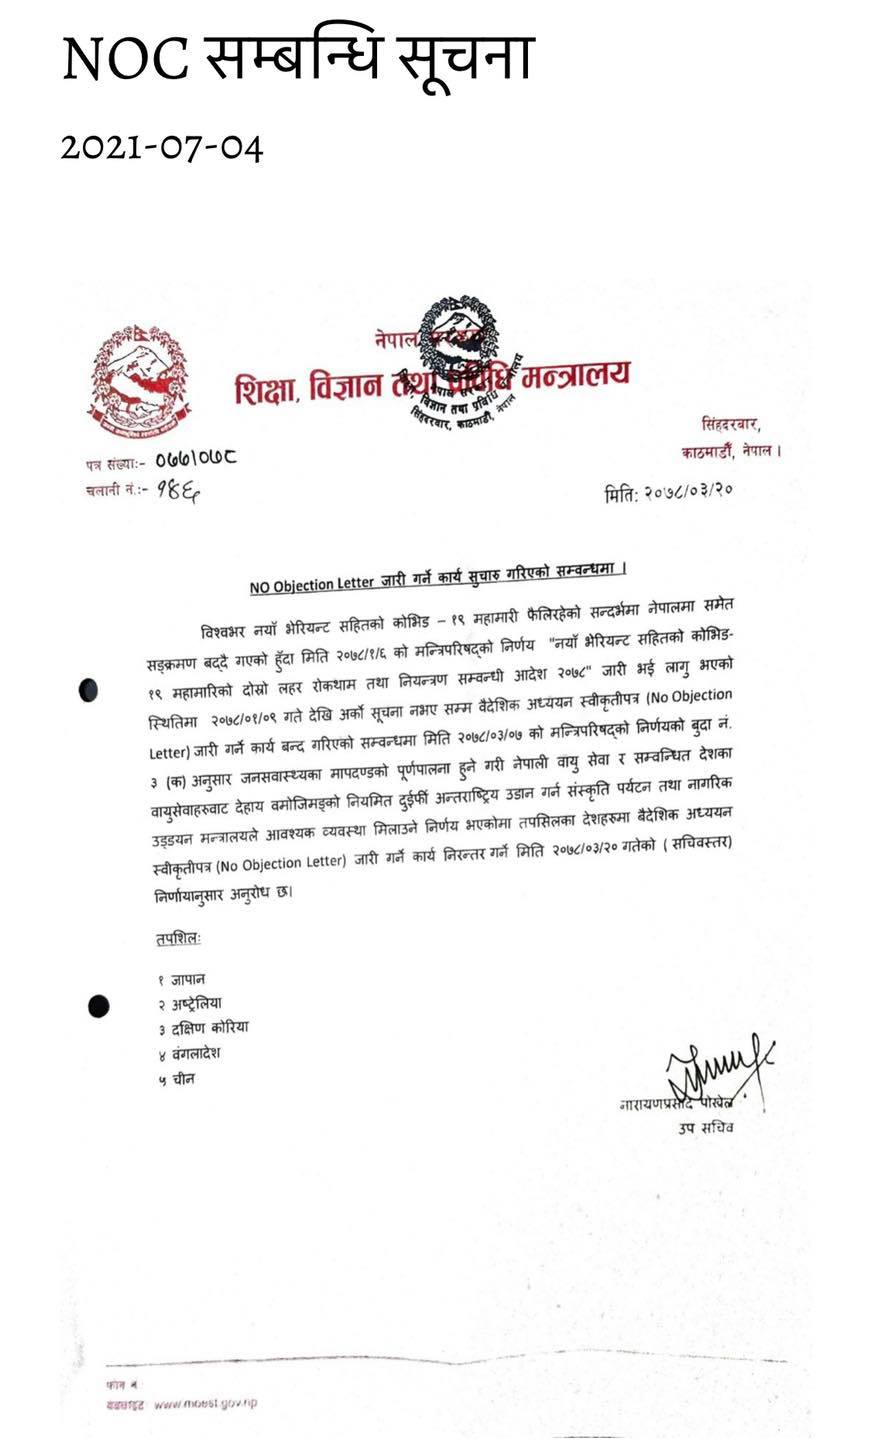 NOC सम्बन्धि सूचना
2021-07-04
नेपाल सरकार
शिक्षा, विज्ञान तथा प्रविधि मन्त्रालय
नेपाल सरकार
विज्ञान तथा प्रविधि
सिंहदरबार, काठमाडौं, नेपाल
सिंहदरबार,
काठमाडौं, नेपाल ।
पत्र संख्याः- ०७७।०७८
चलानी नं.:- १४६
मिति: २०७८/०३/२०
NO Objection Letter जारी गर्ने कार्य सुचारु गरिएको सम्वन्धमा ।
विश्वभर नयाँ भेरियन्ट सहितको कोभिड – १९ महामारी फैलिरहेको सन्दर्भमा नेपालमा समेत
सङ्क्रमण बढ्दै गएको हुँदा मिति २०७८/१/६ को मन्त्रिपरिषद्को निर्णय "नयाँ भेरियन्ट सहितको कोभिड-
१९ महामारिको दोस्रो लहर रोकथाम तथा नियन्त्रण सम्वन्धी आदेश २०७८" जारी भई लागु भएको
स्थितिमा २०७८/०१/०९ गते देखि अर्को सूचना नभए सम्म वैदेशिक अध्ययन स्वीकृतीपत्र (No Objection
Letter) जारी गर्ने कार्य बन्द गरिएको सम्वन्धमा मिति २०७८/०३/०७ को मन्त्रिपरिषद्को निर्णयको बुदा नं.
३ (क) अनुसार जनसवास्थ्यका मापदण्डको पूर्णपालना हुने गरी नेपाली वायु सेवा र सम्वन्धित देशका
वायुसेवाहरुवाट देहाय वमोजिमङ्को नियमित दुईर्फी अन्तराष्ट्रिय उडान गर्न संस्कृति पर्यटन तथा नागरिक
उड्डयन मन्त्रालयले आवश्यक व्यवस्था मिलाउने निर्णय भएकोमा तपसिलका देशहरुमा बैदेशिक अध्ययन
स्वीकृतीपत्र (No Objection Letter) जारी गर्ने कार्य निरन्तर गर्न मिति २०७८/०३/२० गतेको ( सचिवस्तर)
निर्णयानुसार अनुरोध छ।
तपशिलः
१ जापान
२ अष्ट्रेलिया
३ दक्षिण कोरिया
४ वंगलादेश
५ चीन
नारायणप्रसाद पोखेल
उप सचिव
फोन नं
वेबसाइट www.moest.gov.np